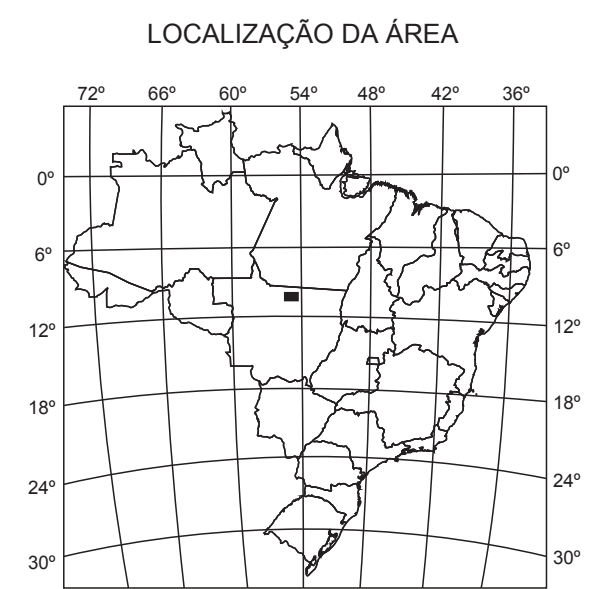 LOCALIZAÇÃO DA ÁREA
72º 66º 60º 54º 48º 42º 36º
0º 0º
6º 6º
12º 12º
18º 18º
24º 24º
30º 30º